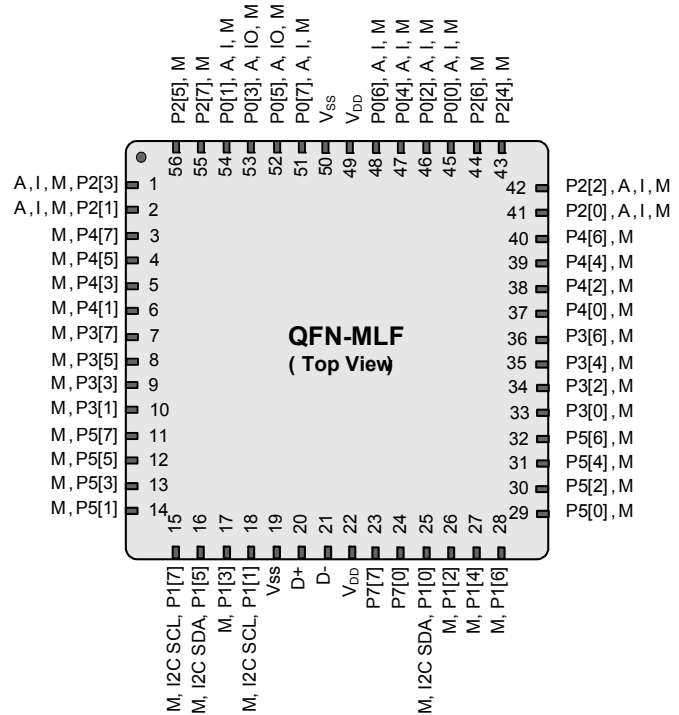 P2[5], M
P2[7], M
P0[1], A, I, M
P0[3], A, IO, M
P0[5], A, IO, M
P0[7], A, I, M
VSS
VDD
P0[6], A, I, M
P0[4], A, I, M
P0[2], A, I, M
P0[0], A, I, M
P2[6], M
P2[4], M
56
55
54
53
52
51
50
49
48
47
46
45
44
43
A, I, M, P2[3] 1
A, I, M, P2[1] 2
M, P4[7] 3
M, P4[5] 4
M, P4[3] 5
M, P4[1] 6
M, P3[7] 7
M, P3[5] 8
M, P3[3] 9
M, P3[1] 10
M, P5[7] 11
M, P5[5] 12
M, P5[3] 13
M, P5[1] 14
QFN-MLF
( Top View)
42 P2[2], A, I, M
41 P2[0], A, I, M
40 P4[6], M
39 P4[4], M
38 P4[2], M
37 P4[0], M
36 P3[6], M
35 P3[4], M
34 P3[2], M
33 P3[0], M
32 P5[6], M
31 P5[4], M
30 P5[2], M
29 P5[0], M
15
16
17
18
19
20
21
22
23
24
25
26
27
28
M, I2C SCL, P1[7]
M, I2C SDA, P1[5]
M, P1[3]
M, I2C SCL, P1[1]
Vss
D+
D-
VDD
P7[7]
P7[0]
M, I2C SDA, P1[0]
M, P1[2]
M, P1[4]
M, P1[6]